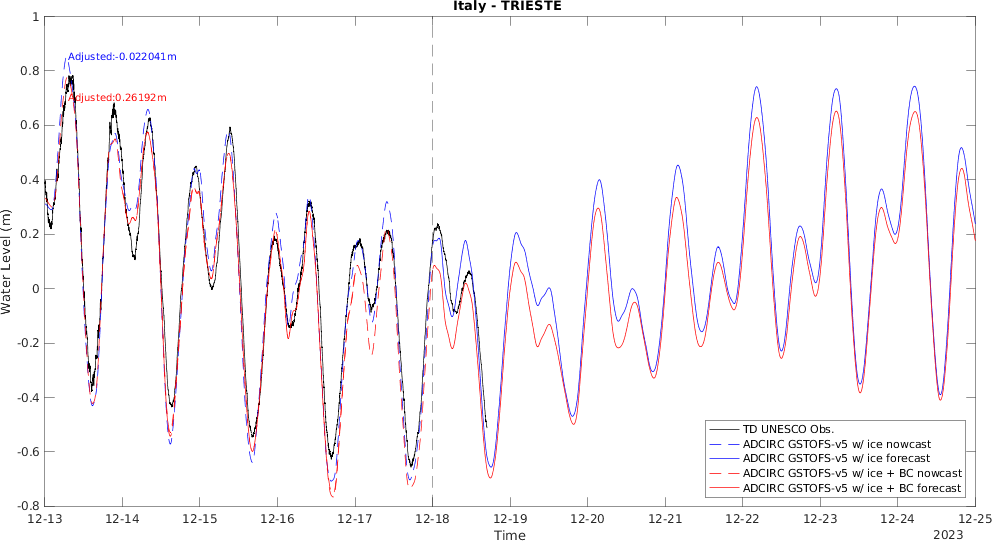 Italy - TRIESTE
1
0.8
0.6
0.4
0.2
0
-0.2
-0.4
-0.6
-0.8
Water Level (m)
Adjusted:-0.022041m
Adjusted:0.26192m
TD UNESCO Obs.
ADCIRC GSTOFS-v5 w/ ice nowcast
ADCIRC GSTOFS-v5 w/ ice forecast
ADCIRC GSTOFS-v5 w/ ice + BC nowcast
ADCIRC GSTOFS-v5 w/ ice + BC forecast
12-13 12-14 12-15 12-16 12-17 12-18 12-19 12-20 12-21 12-22 12-23 12-24 12-25
Time
2023